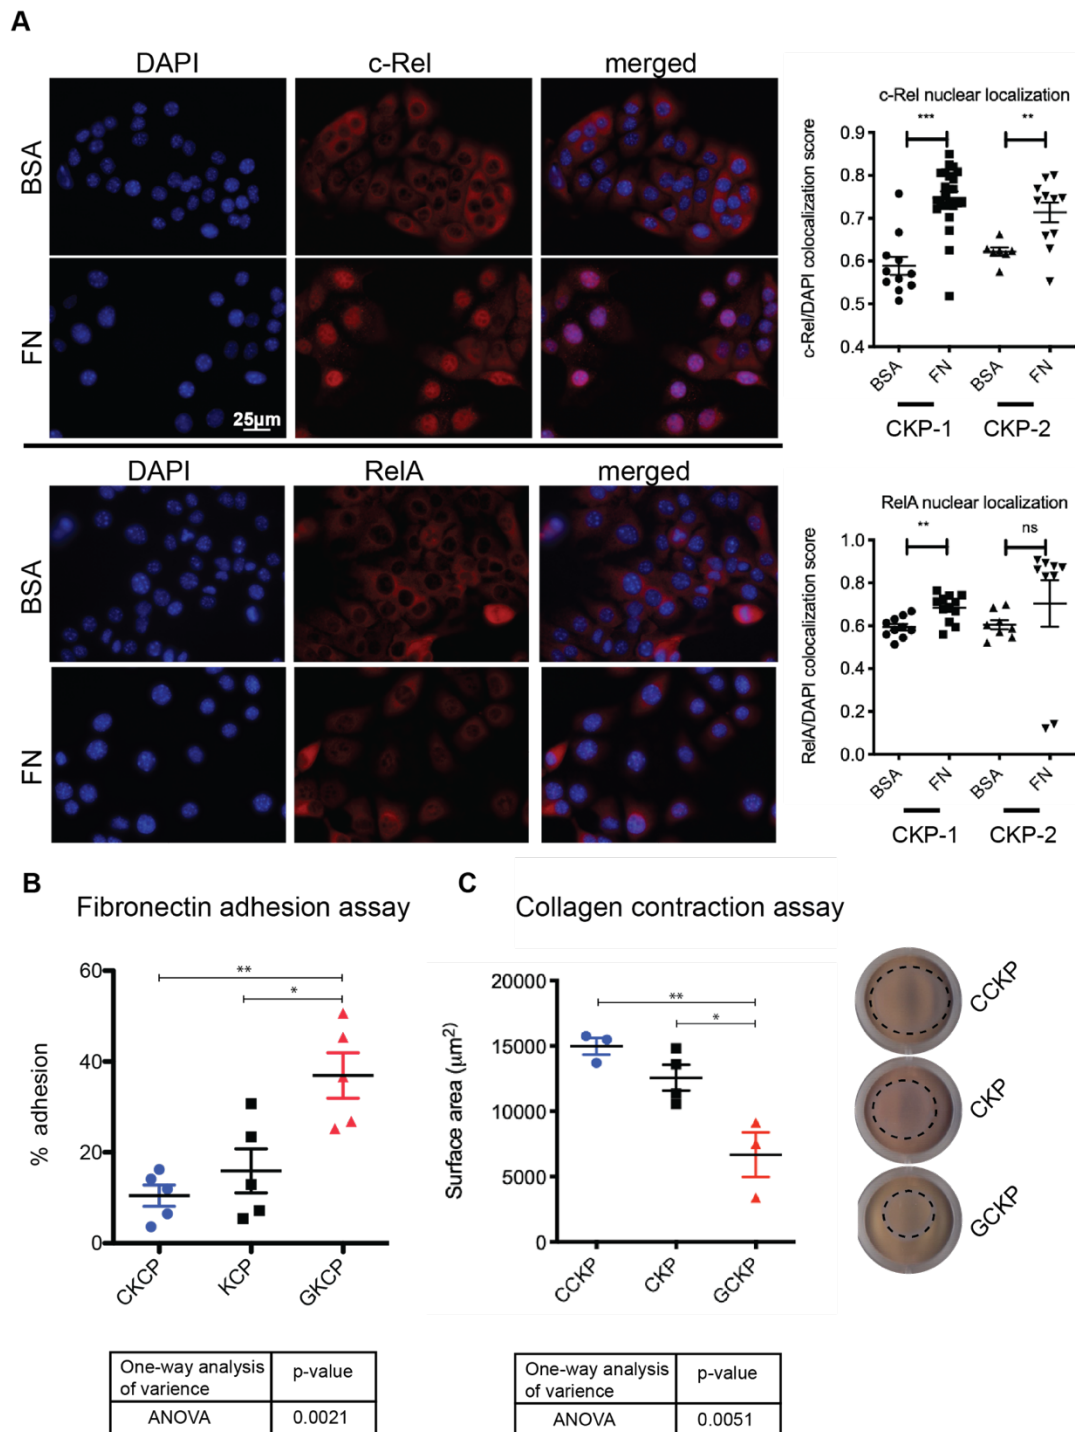 A
DAPI c-Rel merged
BSA
FN
25µm
c-Rel nuclear localization
*** **
c-Rel/DAPI colocalization score
0.9
0.8
0.7
0.6
0.5
0.4
BSA FN BSA FN
CKP-1 CKP-2
DAPI RelA merged
BSA
FN
RelA nuclear localization
** ns
RelA/DAPI colocalization score
1.0
0.8
0.6
0.4
0.2
0.0
BSA FN BSA FN
CKP-1 CKP-2
B
Fibronectin adhesion assay
% adhesion
60
40
20
0
**
*
CKCP KCP GKCP
One-way analysis of varience p-value
ANOVA 0.0021
C
Collagen contraction assay
Surface area (µm²)
20000
15000
10000
5000
0
**
*
CCKP CKP GCKP
CCKP
CKP
GCKP
One-way analysis of varience p-value
ANOVA 0.0051